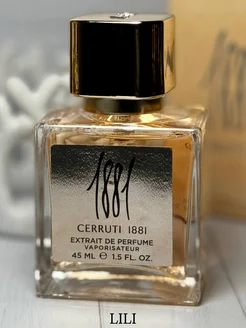 1881
CERRUTI 1881
EXTRAIT DE PERFUME
VAPORISATEUR
45 ML ℮ 1.5 FL. OZ.
LILI